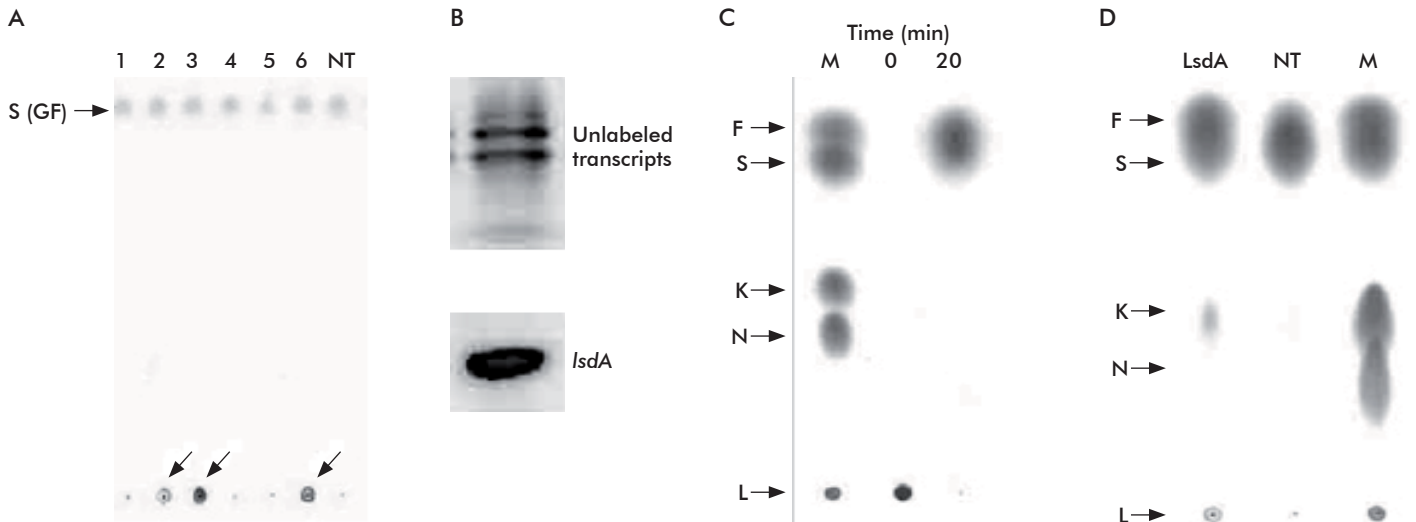 A
1 2 3 4 5 6 NT
S (GF)
B
Unlabeled
transcripts
lsdA
C
Time (min)
M 0 20
F
S
K
N
L
D
LsdA NT M
F
S
K
N
L